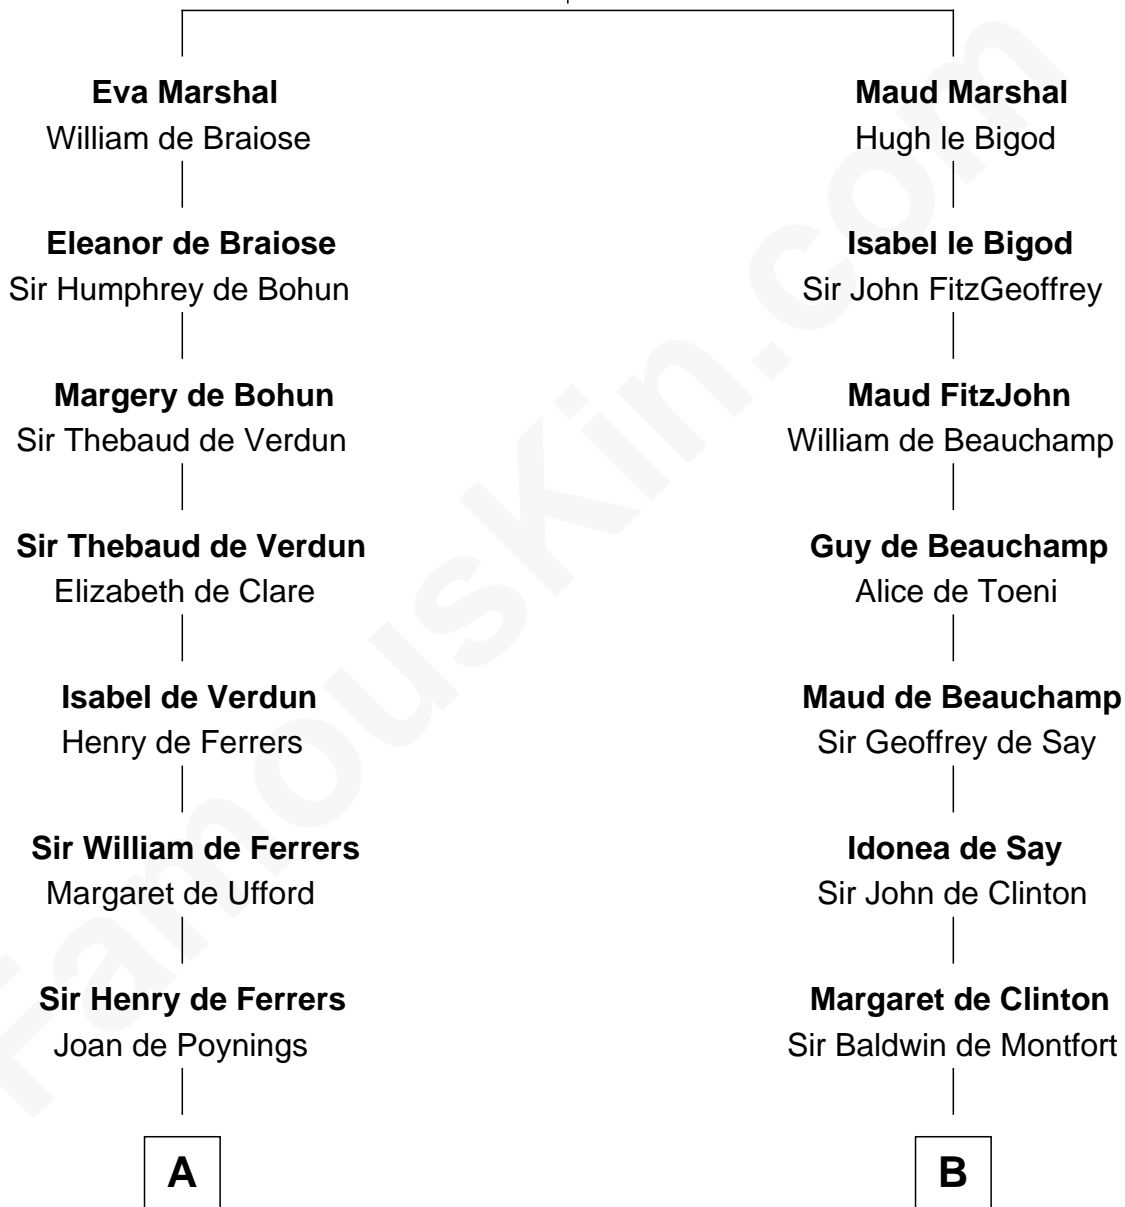 Eva Marshal
William de Braiose
Maud Marshal
Hugh le Bigod
Eleanor de Braiose
Sir Humphrey de Bohun
Isabel le Bigod
Sir John FitzGeoffrey
Margery de Bohun
Sir Thebaud de Verdun
Maud FitzJohn
William de Beauchamp
Sir Thebaud de Verdun
Elizabeth de Clare
Guy de Beauchamp
Alice de Toeni
Isabel de Verdun
Henry de Ferrers
Maud de Beauchamp
Sir Geoffrey de Say
Sir William de Ferrers
Margaret de Ufford
Idonea de Say
Sir John de Clinton
Sir Henry de Ferrers
Joan de Poynings
Margaret de Clinton
Sir Baldwin de Montfort
A
B
FamousKin.com